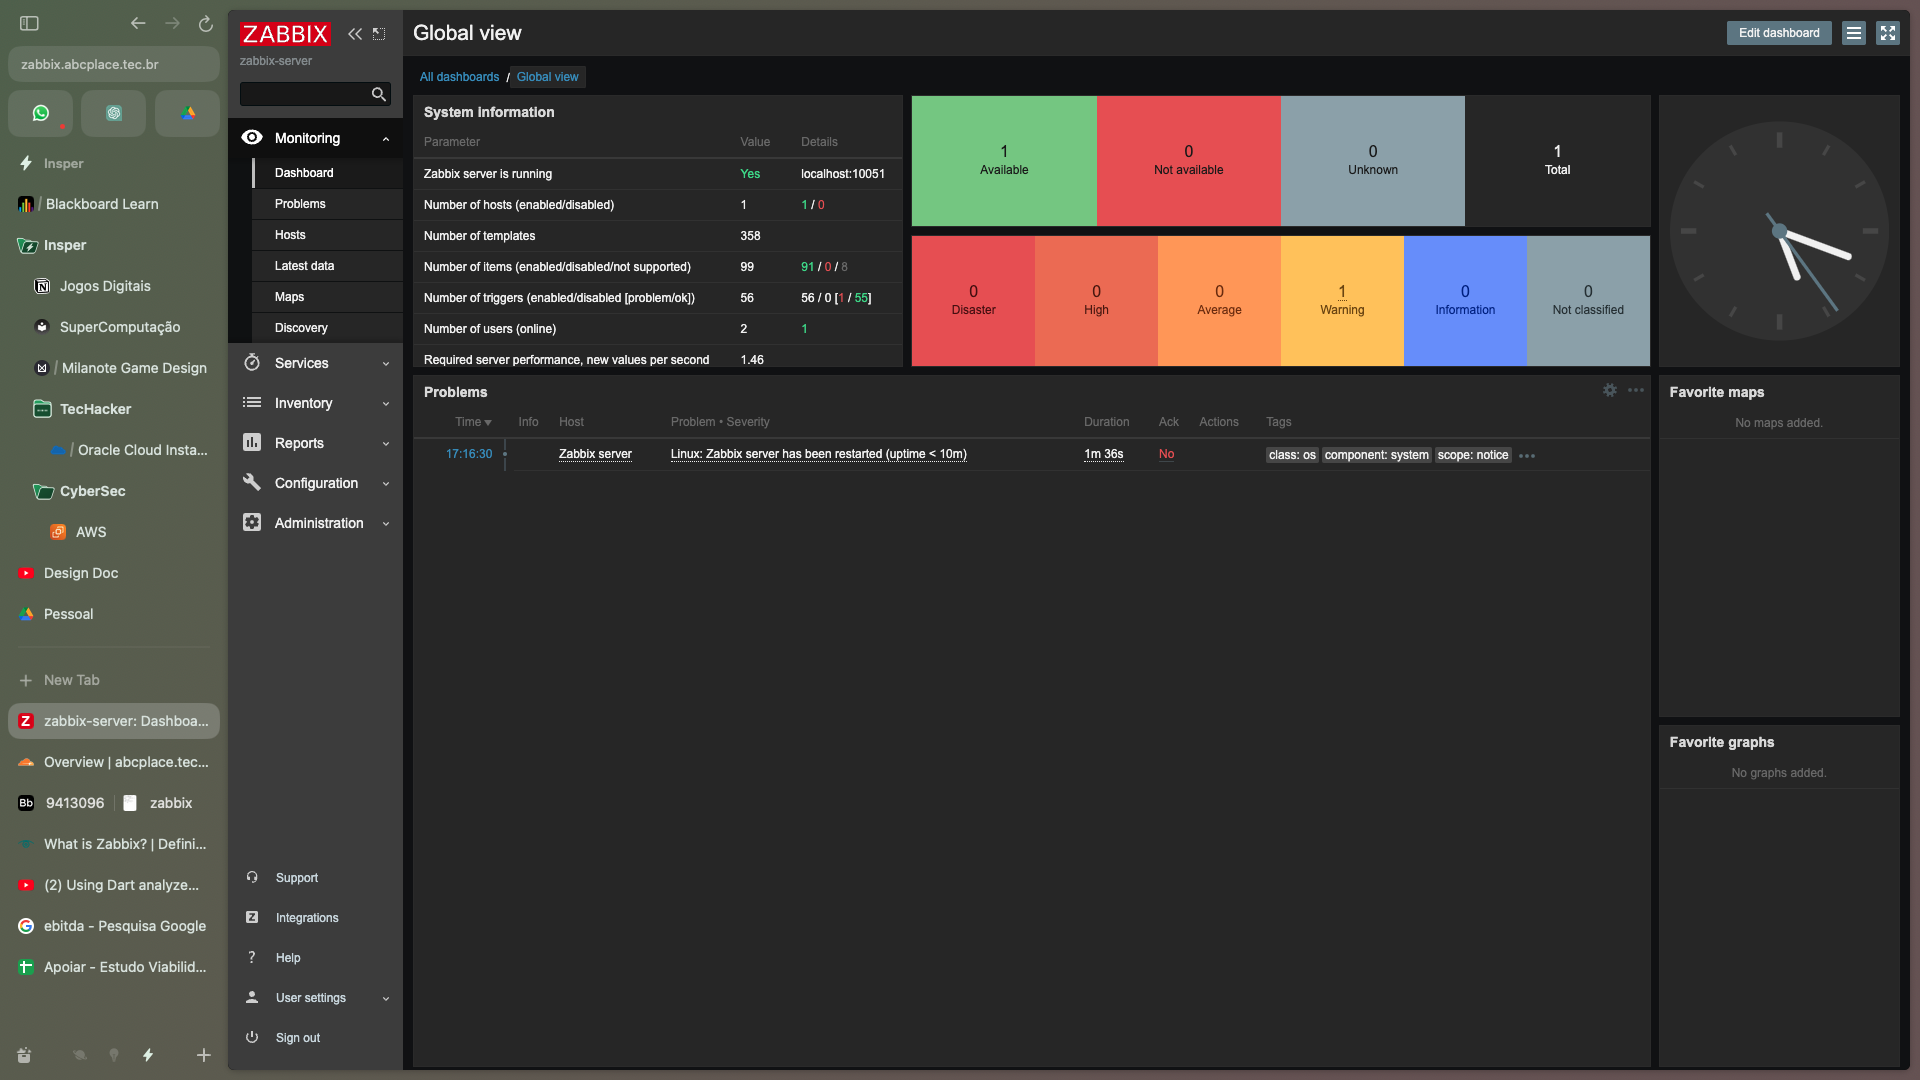 zabbix.abcplace.tec.br
Insper
/ Blackboard Learn
Insper
Jogos Digitais
SuperComputação
/ Milanote Game Design
TecHacker
/ Oracle Cloud Insta...
CyberSec
AWS
Design Doc
Pessoal
New Tab
Z zabbix-server: Dashboa...
Overview | abcplace.tec...
Bb 9413096 zabbix
What is Zabbix? | Defini...
(2) Using Dart analyze...
ebitda - Pesquisa Google
Apoiar - Estudo Viabilid...
ZABBIX
zabbix-server
Monitoring
Dashboard
Problems
Hosts
Latest data
Maps
Discovery
Services
Inventory
Reports
Configuration
Administration
Support
Z Integrations
? Help
User settings
Sign out
Global view
Edit dashboard
All dashboards / Global view
System information
Parameter Value Details
Zabbix server is running Yes localhost:10051
Number of hosts (enabled/disabled) 1 1 / 0
Number of templates 358
Number of items (enabled/disabled/not supported) 99 91 / 0 / 8
Number of triggers (enabled/disabled [problem/ok]) 56 56 / 0 [1 / 55]
Number of users (online) 2 1
Required server performance, new values per second 1.46
1 0 0 1
Available Not available Unknown Total
0 0 0 1 0 0
Disaster High Average Warning Information Not classified
Problems
Time Info Host Problem • Severity Duration Ack Actions Tags
17:16:30 Zabbix server Linux: Zabbix server has been restarted (uptime < 10m) 1m 36s No class: os component: system scope: notice •••
Favorite maps
No maps added.
Favorite graphs
No graphs added.